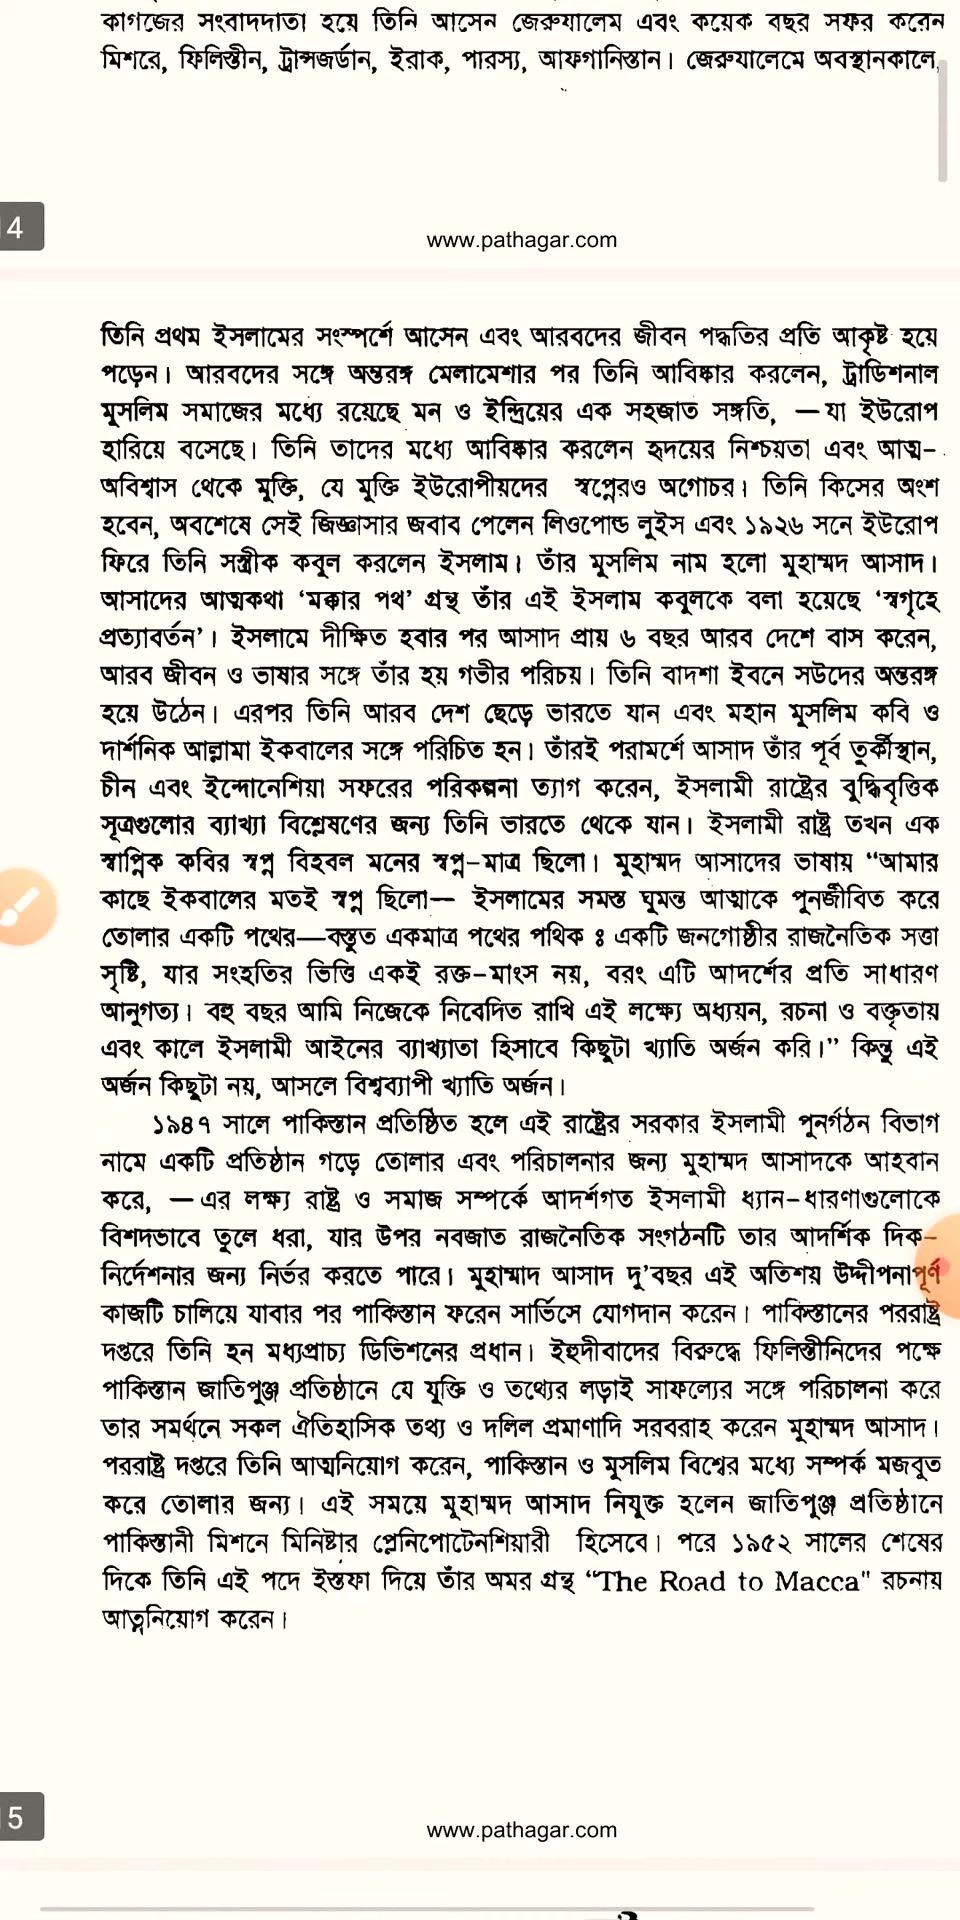 কাগজের সংবাদদাতা হয়ে তিনি আসেন জেরুযালেম এবং কয়েক বছর সফর করেন
মিশরে, ফিলিস্তীন, ট্রান্সজর্ডান, ইরাক, পারস্য, আফগানিস্তান। জেরুযালেমে অবস্থানকালে,
14
www.pathagar.com
তিনি প্রথম ইসলামের সংস্পর্শে আসেন এবং আরবদের জীবন পদ্ধতির প্রতি আকৃষ্ট হয়ে
পড়েন। আরবদের সঙ্গে অন্তরঙ্গ মেলামেশার পর তিনি আবিষ্কার করলেন, ট্রাডিশনাল
মুসলিম সমাজের মধ্যে রয়েছে মন ও ইন্দ্রিয়ের এক সহজাত সঙ্গতি, —যা ইউরোপ
হারিয়ে বসেছে। তিনি তাদের মধ্যে আবিষ্কার করলেন হৃদয়ের নিশ্চয়তা এবং আত্ম-
অবিশ্বাস থেকে মুক্তি, যে মুক্তি ইউরোপীয়দের স্বপ্নেরও অগোচর। তিনি কিসের অংশ
হবেন, অবশেষে সেই জিজ্ঞাসার জবাব পেলেন লিওপোল্ড লুইস এবং ১৯২৬ সনে ইউরোপ
ফিরে তিনি সস্ত্রীক কবুল করলেন ইসলাম। তাঁর মুসলিম নাম হলো মুহাম্মদ আসাদ।
আসাদের আত্মকথা ‘মক্কার পথ’ গ্রন্থ তাঁর এই ইসলাম কবুলকে বলা হয়েছে ‘স্বগৃহে
প্রত্যাবর্তন’। ইসলামে দীক্ষিত হবার পর আসাদ প্রায় ৬ বছর আরব দেশে বাস করেন,
আরব জীবন ও ভাষার সঙ্গে তাঁর হয় গভীর পরিচয়। তিনি বাদশা ইবনে সউদের অন্তরঙ্গ
হয়ে উঠেন। এরপর তিনি আরব দেশ ছেড়ে ভারতে যান এবং মহান মুসলিম কবি ও
দার্শনিক আল্লামা ইকবালের সঙ্গে পরিচিত হন। তাঁরই পরামর্শে আসাদ তাঁর পূর্ব তুর্কীস্থান,
চীন এবং ইন্দোনেশিয়া সফরের পরিকল্পনা ত্যাগ করেন, ইসলামী রাষ্ট্রের বুদ্ধিবৃত্তিক
সূত্রগুলোর ব্যাখ্যা বিশ্লেষণের জন্য তিনি ভারতে থেকে যান। ইসলামী রাষ্ট্র তখন এক
স্বাপ্নিক কবির স্বপ্ন বিহবল মনের স্বপ্ন-মাত্র ছিলো। মুহাম্মদ আসাদের ভাষায় “আমার
কাছে ইকবালের মতই স্বপ্ন ছিলো— ইসলামের সমস্ত ঘুমন্ত আত্মাকে পুনর্জীবিত করে
তোলার একটি পথের—বস্তুত একমাত্র পথের পথিক ঃ একটি জনগোষ্ঠীর রাজনৈতিক সত্তা
সৃষ্টি, যার সংহতির ভিত্তি একই রক্ত-মাংস নয়, বরং এটি আদর্শের প্রতি সাধারণ
আনুগত্য। বহু বছর আমি নিজেকে নিবেদিত রাখি এই লক্ষ্যে অধ্যয়ন, রচনা ও বক্তৃতায়
এবং কালে ইসলামী আইনের ব্যাখ্যাতা হিসাবে কিছুটা খ্যাতি অর্জন করি।” কিন্তু এই
অর্জন কিছুটা নয়, আসলে বিশ্বব্যাপী খ্যাতি অর্জন।
১৯৪৭ সালে পাকিস্তান প্রতিষ্ঠিত হলে এই রাষ্ট্রের সরকার ইসলামী পুনর্গঠন বিভাগ
নামে একটি প্রতিষ্ঠান গড়ে তোলার এবং পরিচালনার জন্য মুহাম্মদ আসাদকে আহবান
করে, —এর লক্ষ্য রাষ্ট্র ও সমাজ সম্পর্কে আদর্শগত ইসলামী ধ্যান-ধারণাগুলোকে
বিশদভাবে তুলে ধরা, যার উপর নবজাত রাজনৈতিক সংগঠনটি তার আদর্শিক দিক-
নির্দেশনার জন্য নির্ভর করতে পারে। মুহাম্মাদ আসাদ দু’বছর এই অতিশয় উদ্দীপনাপূর্ণ
কাজটি চালিয়ে যাবার পর পাকিস্তান ফরেন সার্ভিসে যোগদান করেন। পাকিস্তানের পররাষ্ট্র
দপ্তরে তিনি হন মধ্যপ্রাচ্য ডিভিশনের প্রধান। ইহুদীবাদের বিরুদ্ধে ফিলিস্তীনিদের পক্ষে
পাকিস্তান জাতিপুঞ্জ প্রতিষ্ঠানে যে যুক্তি ও তথ্যের লড়াই সাফল্যের সঙ্গে পরিচালনা করে
তার সমর্থনে সকল ঐতিহাসিক তথ্য ও দলিল প্রমাণাদি সরবরাহ করেন মুহাম্মদ আসাদ।
পররাষ্ট্র দপ্তরে তিনি আত্মনিয়োগ করেন, পাকিস্তান ও মুসলিম বিশ্বের মধ্যে সম্পর্ক মজবুত
করে তোলার জন্য। এই সময়ে মুহাম্মদ আসাদ নিযুক্ত হলেন জাতিপুঞ্জ প্রতিষ্ঠানে
পাকিস্তানী মিশনে মিনিষ্টার প্লেনিপোটেনশিয়ারী হিসেবে। পরে ১৯৫২ সালের শেষের
দিকে তিনি এই পদে ইস্তফা দিয়ে তাঁর অমর গ্রন্থ “The Road to Macca" রচনায়
আত্ননিয়োগ করেন।
15
www.pathagar.com